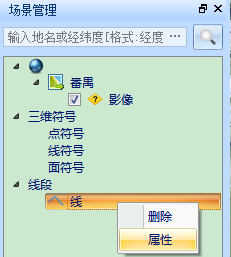 场景管理
输入地名或经纬度[格式:经度 ...
番禺
影像
三维符号
点符号
线符号
面符号
线段
线
删除
属性